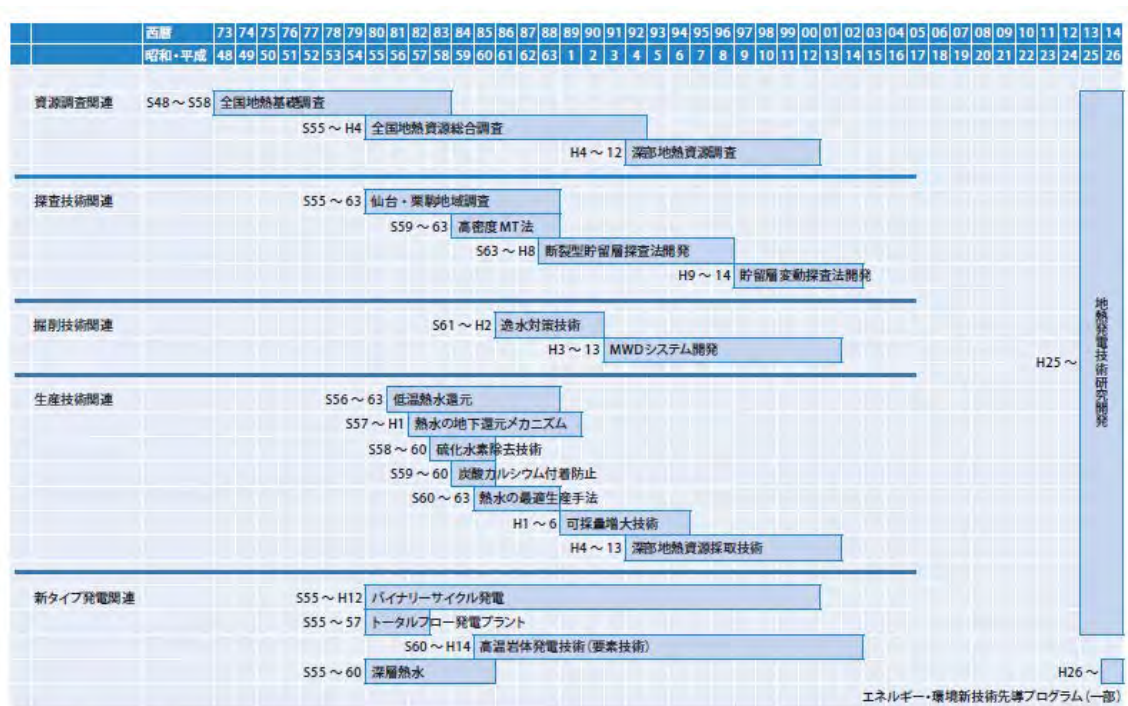 西暦 73 74 75 76 77 78 79 80 81 82 83 84 85 86 87 88 89 90 91 92 93 94 95 96 97 98 99 00 01 02 03 04 05 06 07 08 09 10 11 12 13 14
昭和・平成 48 49 50 51 52 53 54 55 56 57 58 59 60 61 62 63 1 2 3 4 5 6 7 8 9 10 11 12 13 14 15 16 17 18 19 20 21 22 23 24 25 26
資源調査関連 S48～S58 全国地熱基礎調査
S55～H4 全国地熱資源総合調査
H4～12 深部地熱資源調査
探査技術関連 S55～63 仙台・栗駒地域調査
S59～63 高密度MT法
S63～H8 断裂型貯留層探査法開発
H9～14 貯留層変動探査法開発
掘削技術関連 S61～H2 逸水対策技術
H3～13 MWDシステム開発
H25～ 地熱発電技術研究開発
生産技術関連 S56～63 低温熱水還元
S57～H1 熱水の地下還元メカニズム
S58～60 硫化水素除去技術
S59～60 炭酸カルシウム付着防止
S60～63 熱水の最適生産手法
H1～6 可採量増大技術
H4～13 深部地熱資源採取技術
新タイプ発電関連 S55～H12 バイナリーサイクル発電
S55～57 トータルフロー発電プラント
S60～H14 高温岩体発電技術(要素技術)
S55～60 深層熱水 H26～
エネルギー・環境新技術先導プログラム(一部)